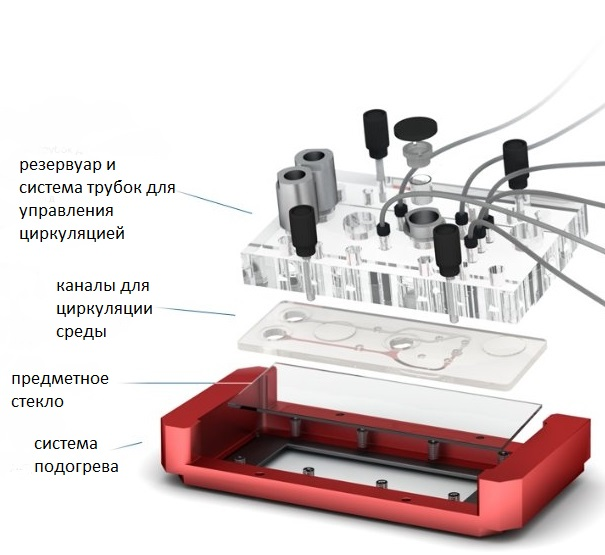 резервуар и
система трубок для
управления
циркуляцией
каналы для
циркуляции
среды
предметное
стекло
система
подогрева